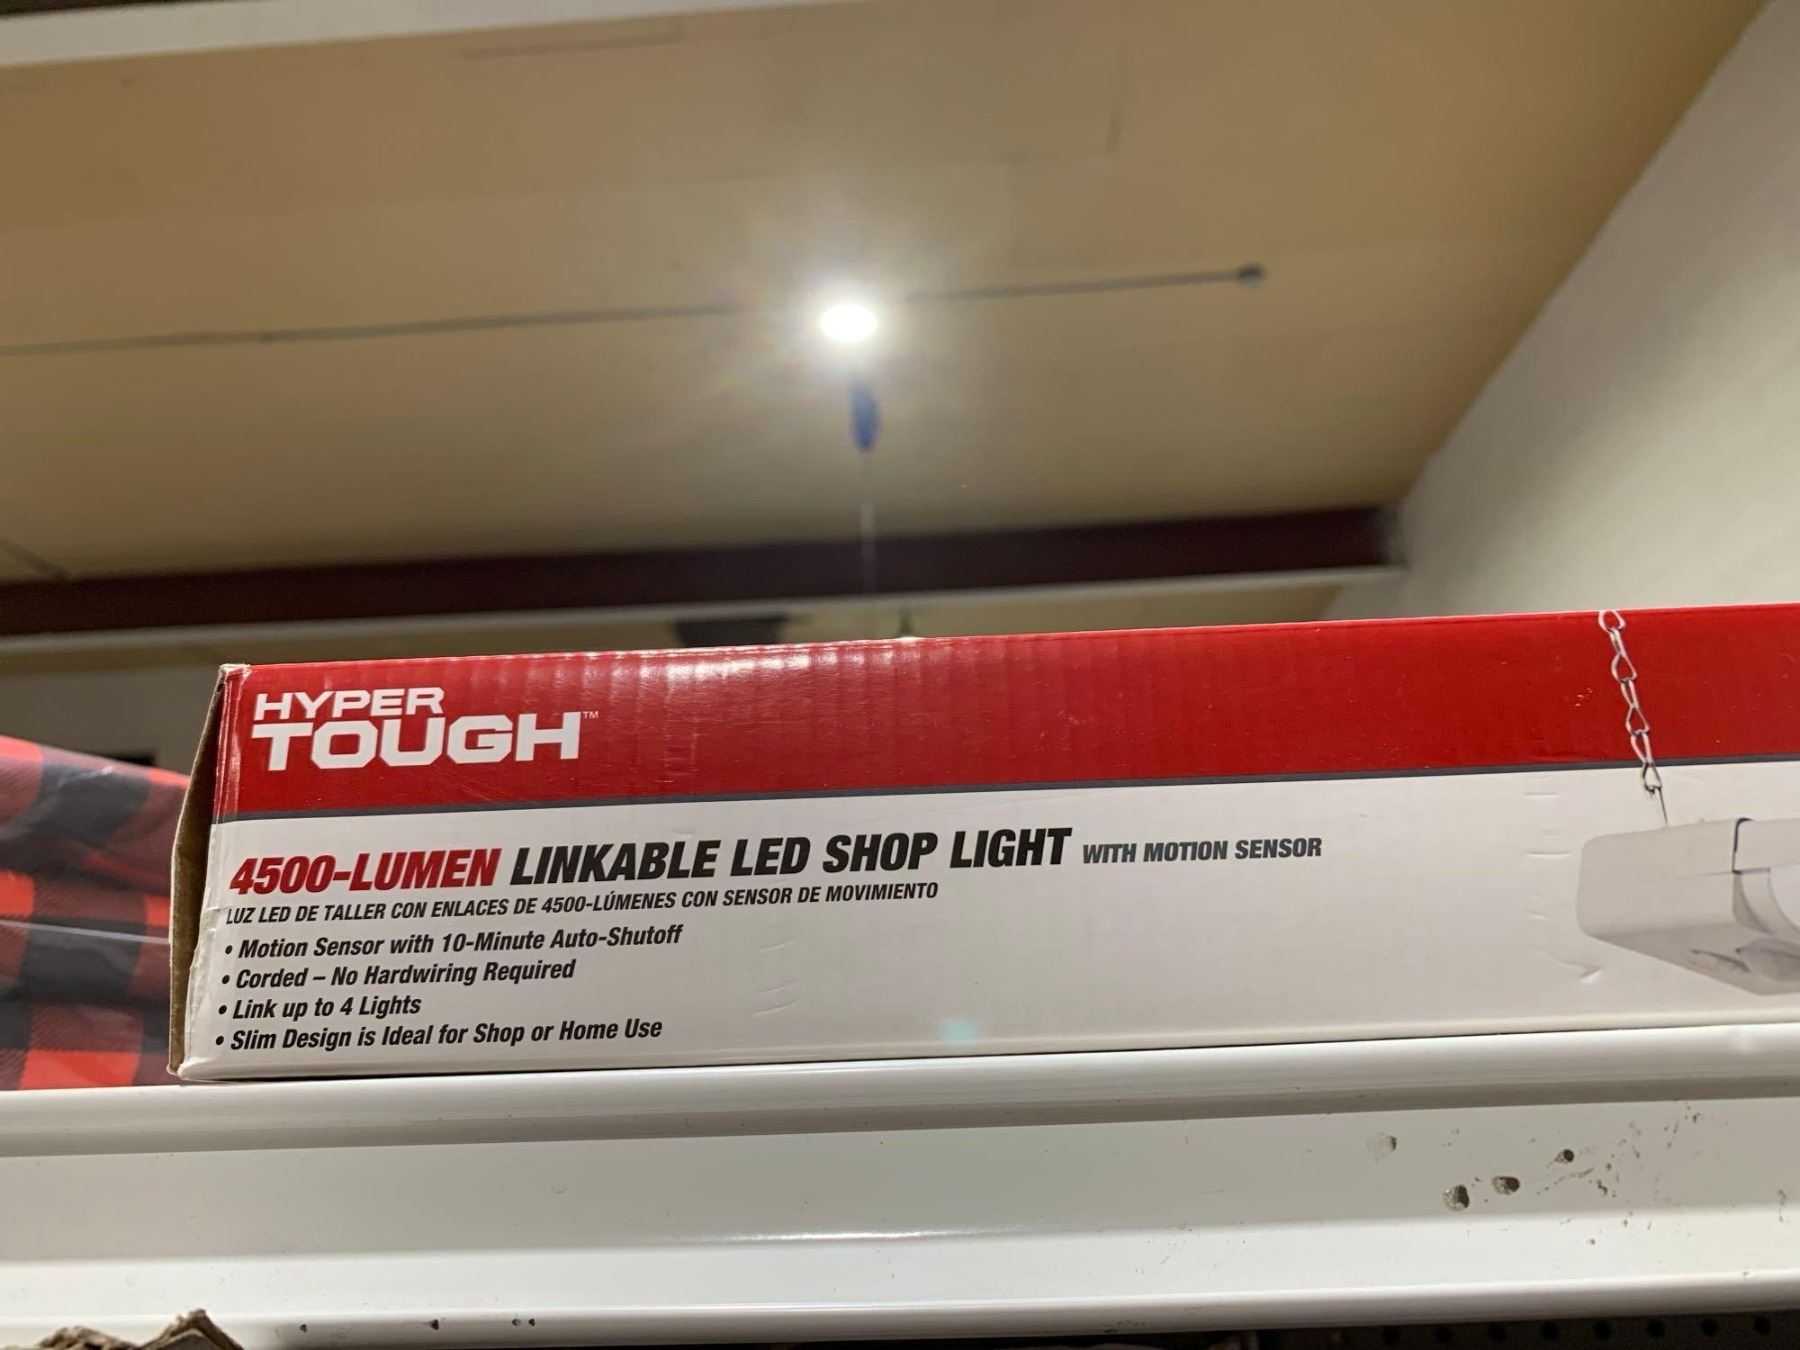 HYPER
TOUGH™
4500-LUMEN LINKABLE LED SHOP LIGHT WITH MOTION SENSOR
LUZ LED DE TALLER CON ENLACES DE 4500-LÚMENES CON SENSOR DE MOVIMIENTO
• Motion Sensor with 10-Minute Auto-Shutoff
• Corded – No Hardwiring Required
• Link up to 4 Lights
• Slim Design is Ideal for Shop or Home Use